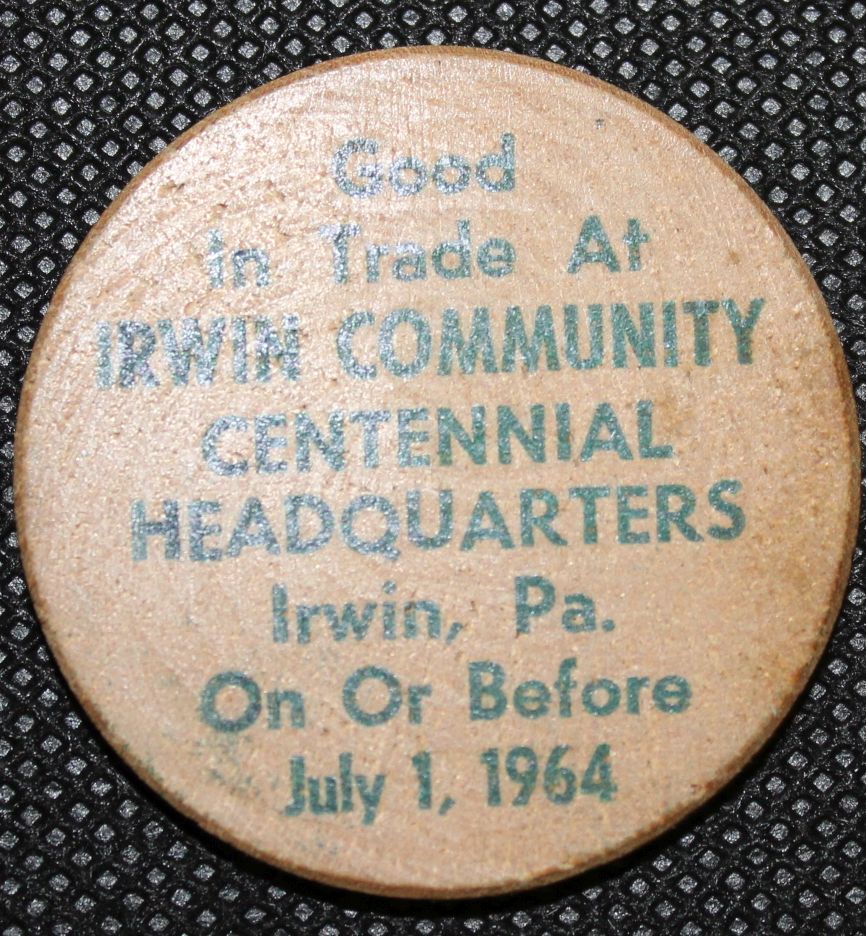 Good
In Trade At
IRWIN COMMUNITY
CENTENNIAL
HEADQUARTERS
Irwin, Pa.
On Or Before
July 1, 1964